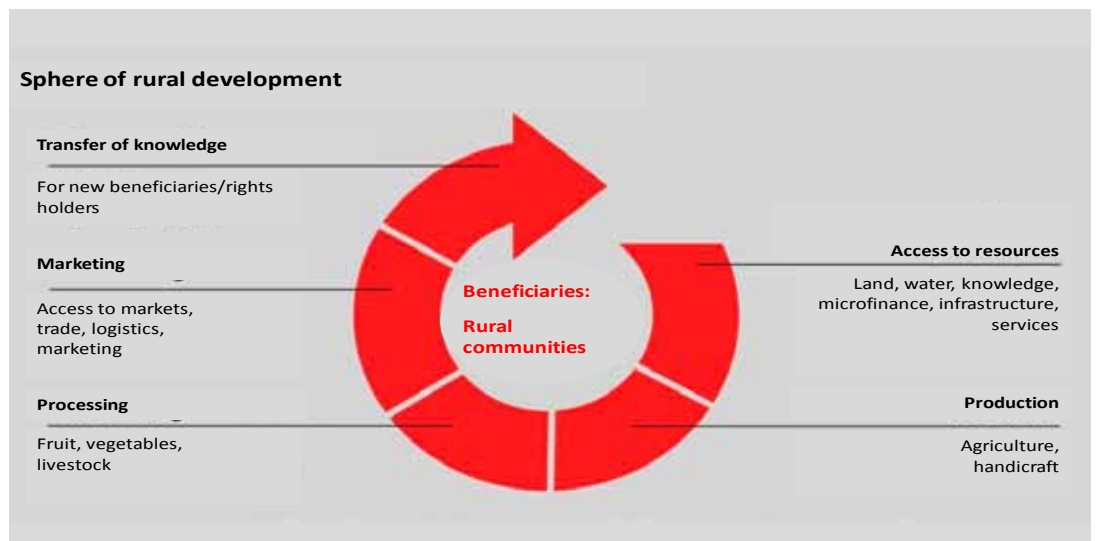 Sphere of rural development
Transfer of knowledge
For new beneficiaries/rights
holders
Marketing
Access to markets,
trade, logistics,
marketing
Processing
Fruit, vegetables,
livestock
Beneficiaries:
Rural
communities
Access to resources
Land, water, knowledge,
microfinance, infrastructure,
services
Production
Agriculture,
handicraft